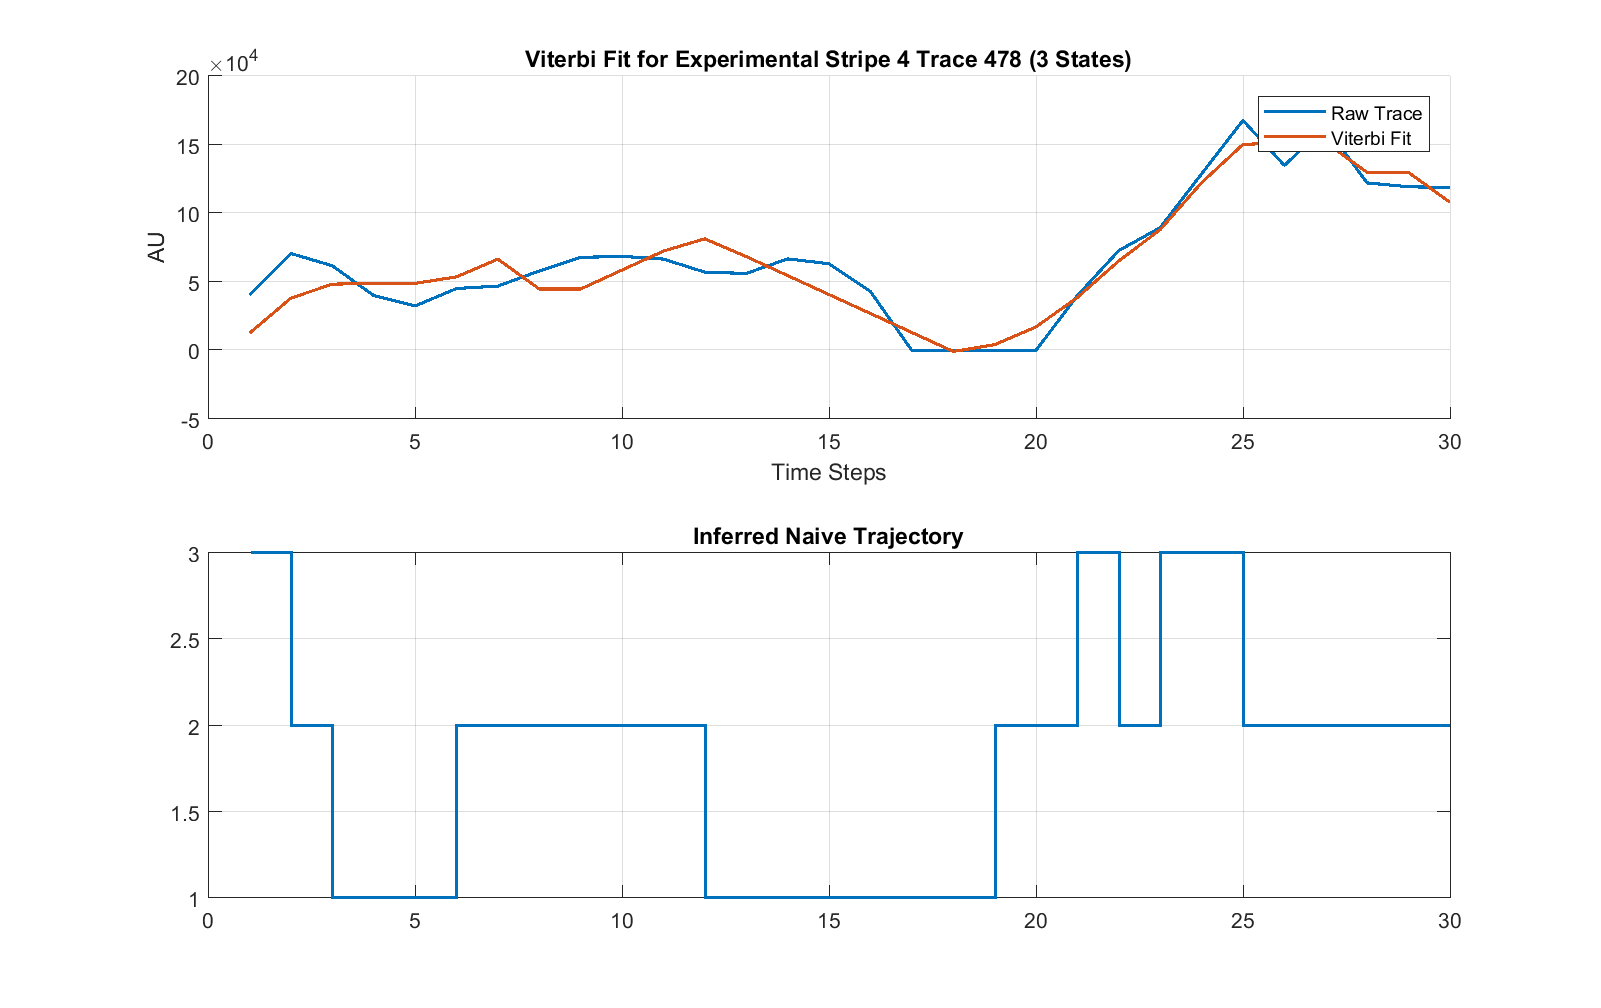 Viterbi Fit for Experimental Stripe 4 Trace 478 (3 States)
×10⁴
20
15
10
5
0
-5
AU
Raw Trace
Viterbi Fit
0 5 10 15 20 25 30
Time Steps
Inferred Naive Trajectory
3
2.5
2
1.5
1
0 5 10 15 20 25 30